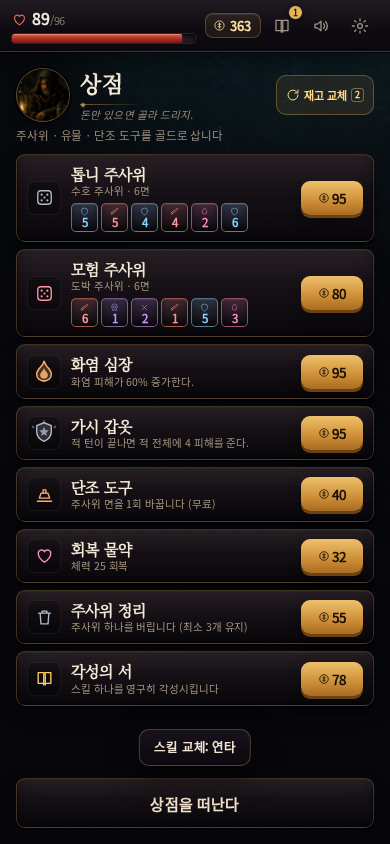 89/96
363
1
상점
돈만 있으면 골라 드리지.
재고 교체 2
주사위 · 유물 · 단조 도구를 골드로 삽니다
톱니 주사위
수호 주사위 · 6면
5 5 4 4 2 6
95
모험 주사위
도박 주사위 · 6면
6 1 2 1 5 3
80
화염 심장
화염 피해가 60% 증가한다.
95
가시 갑옷
적 턴이 끝나면 적 전체에 4 피해를 준다.
95
단조 도구
주사위 면을 1회 바꿉니다 (무료)
40
회복 물약
체력 25 회복
32
주사위 정리
주사위 하나를 버립니다 (최소 3개 유지)
55
각성의 서
스킬 하나를 영구히 각성시킵니다
78
스킬 교체: 연타
상점을 떠난다